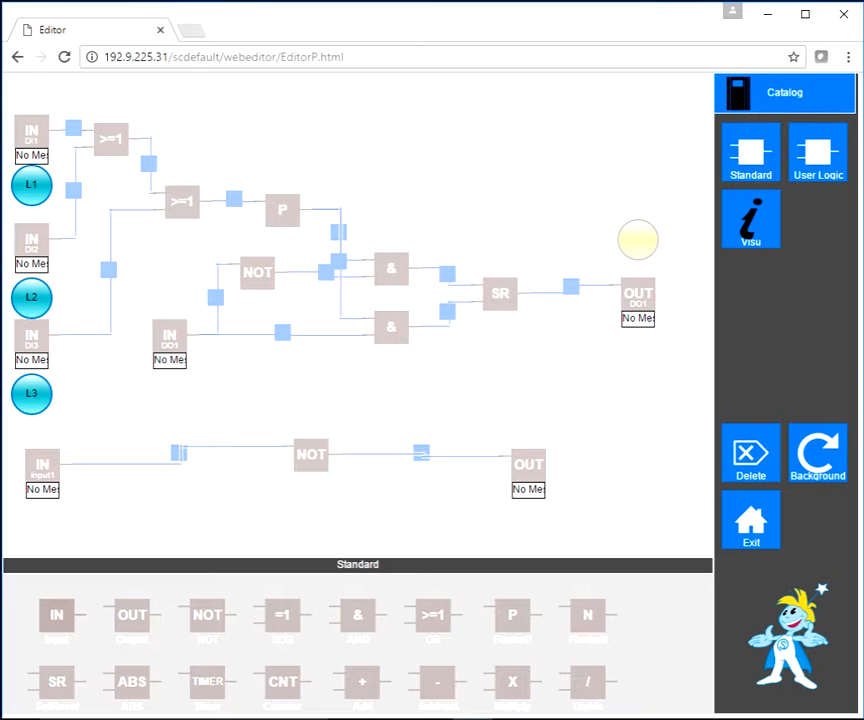 Editor
192.9.225.31/scdefault/webeditor/EditorP.html
Catalog
Standard
User Logic
Visu
IN
DI1
No Mes
L1
>=1
>=1
P
IN
DI2
No Mes
L2
NOT
&
SR
OUT
DO1
No Mes
IN
DI3
No Mes
IN
DO1
No Mes
&
L3
IN
input1
No Mes
NOT
OUT
No Mes
Delete
Background
Exit
Standard
IN
OUT
NOT
=1
&
>=1
P
N
Input
Output
NOT
XOR
AND
OR
SR
ABS
TIMER
CNT
+
-
X
/
SetReset
ABS
Timer
Counter
Add
Subtract
Multiply
Divide